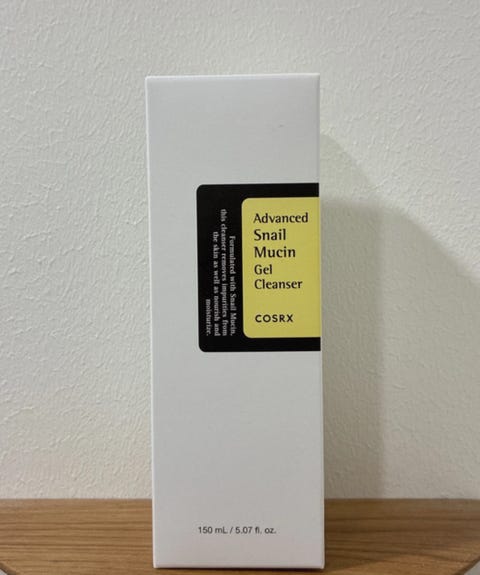 Advanced
Snail
Mucin
Gel
Cleanser
COSRX
Formulated with Snail Mucin,
this cleanser removes impurities from
the skin as well as nourish and
moisturize.
150 mL / 5.07 fl. oz.